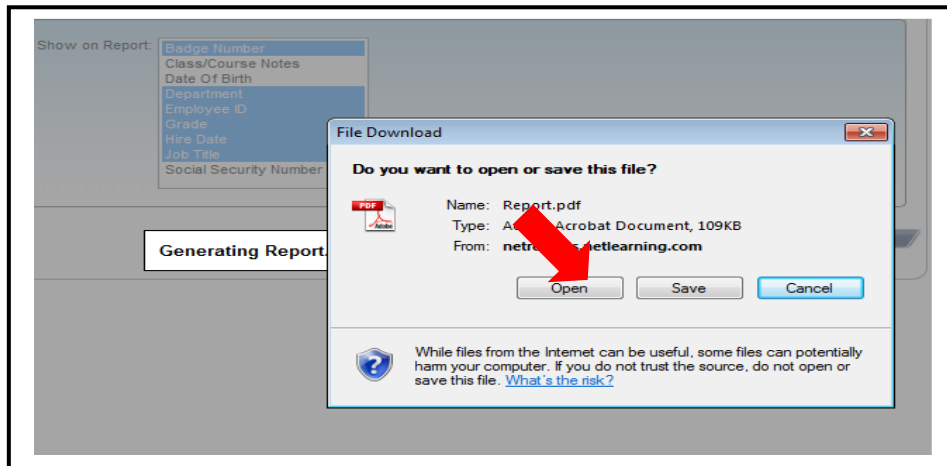 Show on Report:
Badge Number
Class/Course Notes
Date Of Birth
Department
Employee ID
Grade
Hire Date
Job Title
Social Security Number
Generating Report.
File Download
Do you want to open or save this file?
PDF
Adobe
Name: Report.pdf
Type: Acrobat Document, 109KB
From: netlearning.com
Open Save Cancel
While files from the Internet can be useful, some files can potentially
harm your computer. If you do not trust the source, do not open or
save this file. What's the risk?